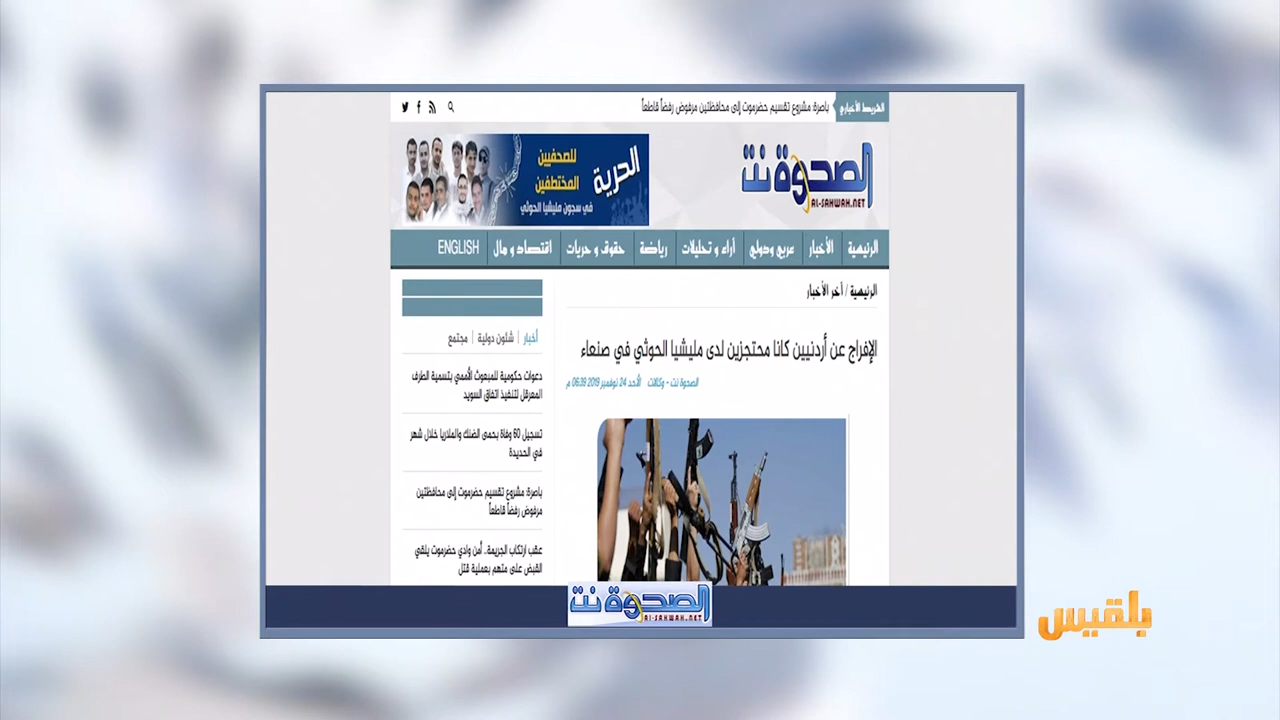 الشريط الأخباري
باصرة: مشروع تقسيم حضرموت إلى محافظتين مرفوض رفضاً قاطعاً
الصحوة نت
AL-SAHWAH.NET
الحرية
للصحفيين
المختطفين
في سجون مليشيا الحوثي
الرئيسية
الأخبار
عربي ودولي
آراء و تحليلات
رياضة
حقوق و حريات
اقتصاد و مال
ENGLISH
الرئيسية / آخر الأخبار
الإفراج عن أردنيين كانا محتجزين لدى مليشيا الحوثي في صنعاء
الصحوة نت - وكالات الأحد 24 نوفمبر 2019 06:39 م
أخبار | شئون دولية | مجتمع
دعوات حكومية للمبعوث الأممي بتسمية الطرف
المعرقل لتنفيذ اتفاق السويد
تسجيل 60 وفاة بحمى الضنك والملاريا خلال شهر
في الحديدة
باصرة: مشروع تقسيم حضرموت إلى محافظتين
مرفوض رفضاً قاطعاً
عقب ارتكاب الجريمة.. أمن وادي حضرموت يلقي
القبض على متهم بعملية قتل
الصحوة نت
AL-SAHWAH.NET
بلقيس